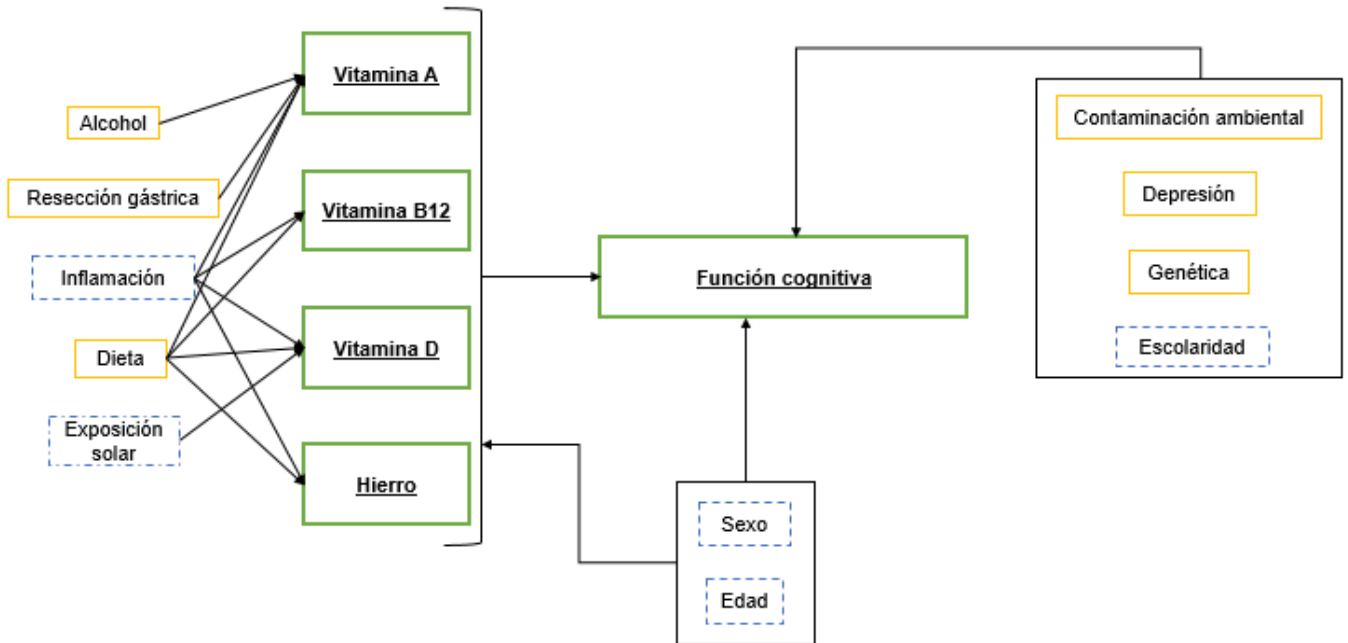 Vitamina A
Alcohol
Resección gástrica
Vitamina B12
Inflamación
Dieta
Vitamina D
Exposición
solar
Hierro
Función cognitiva
Sexo
Edad
Contaminación ambiental
Depresión
Genética
Escolaridad